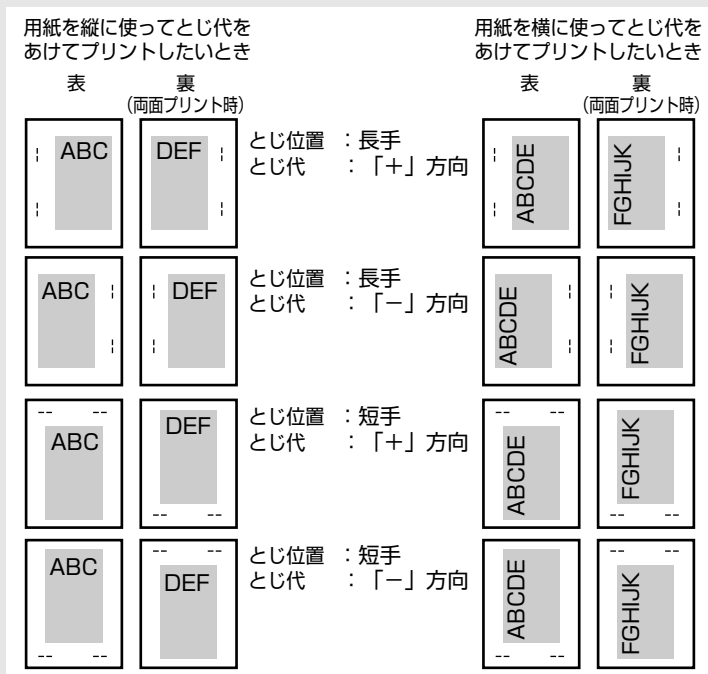 用紙を縦に使ってとじ代を
あけてプリントしたいとき
表 裏
(両面プリント時)
用紙を横に使ってとじ代を
あけてプリントしたいとき
表 裏
(両面プリント時)
ABC DEF
とじ位置 :長手
とじ代 :「+」方向
ABCDE FGHIJK
ABC DEF
とじ位置 :長手
とじ代 :「-」方向
ABCDE FGHIJK
ABC DEF
とじ位置 :短手
とじ代 :「+」方向
ABCDE FGHIJK
ABC DEF
とじ位置 :短手
とじ代 :「-」方向
ABCDE FGHIJK